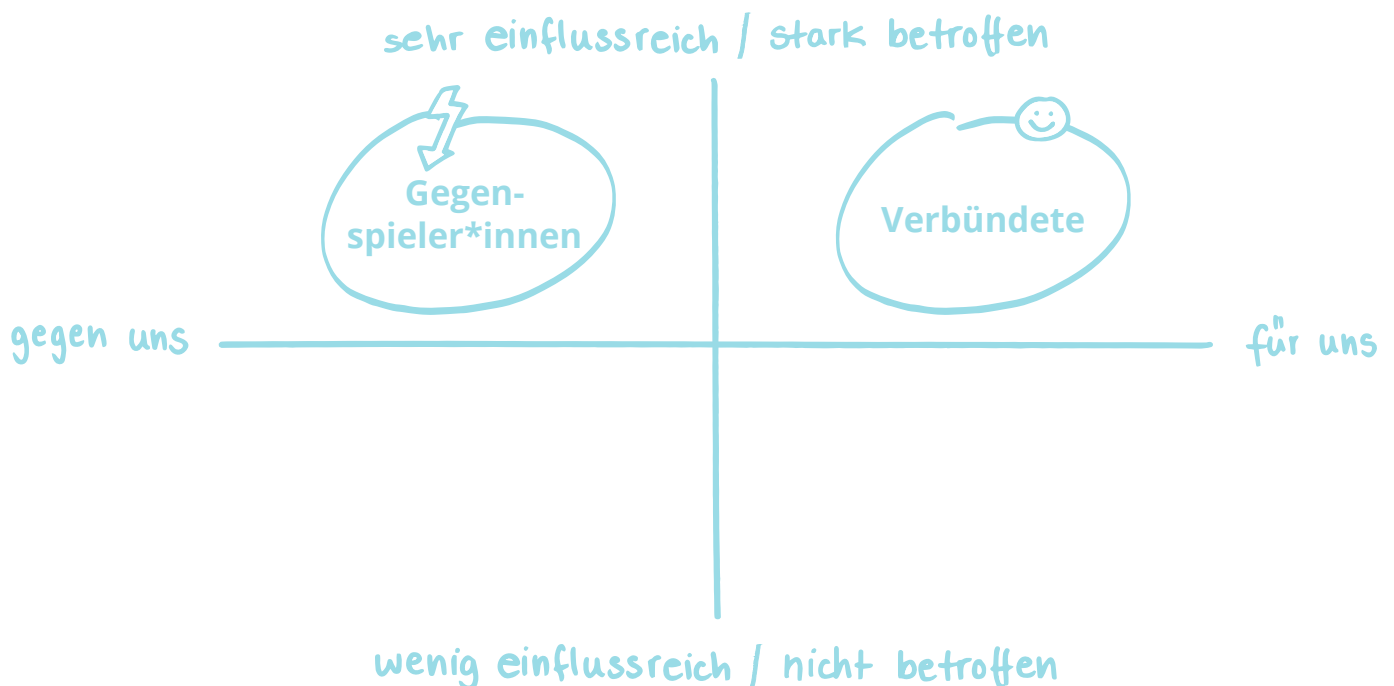 sehr einflussreich / stark betroffen
Gegen-
spieler*innen
Verbündete
gegen uns
für uns
wenig einflussreich / nicht betroffen